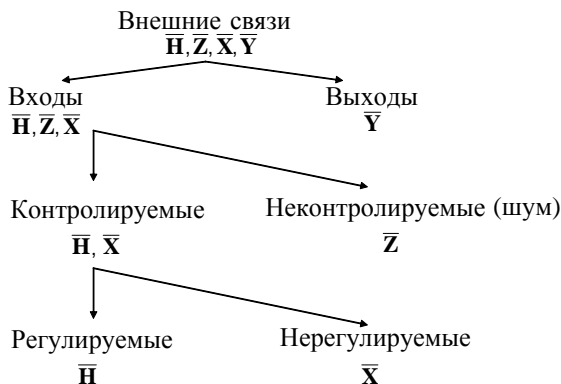 Внешние связи
H̅, Z̅, X̅, Y̅
Входы
H̅, Z̅, X̅
Выходы
Y̅
Контролируемые
H̅, X̅
Неконтролируемые (шум)
Z̅
Регулируемые
H̅
Нерегулируемые
X̅